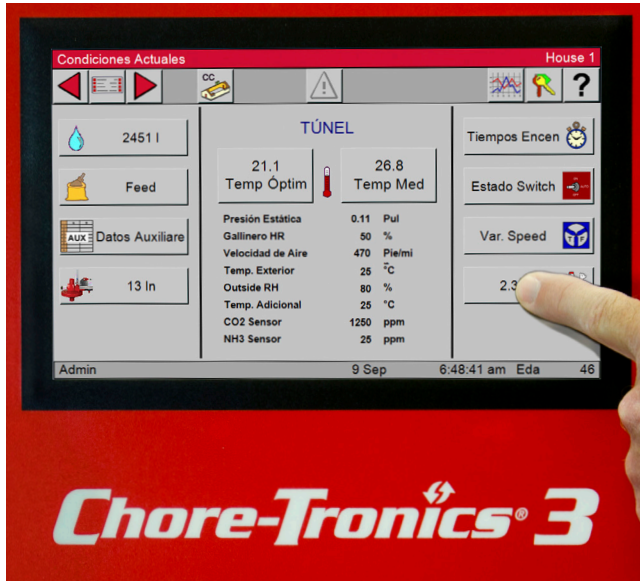 Condiciones Actuales House 1
CC
?
TÚNEL
2451 l
Feed
AUX Datos Auxiliare
13 In
21.1
Temp Óptim
26.8
Temp Med
Presión Estática 0.11 Pul
Gallinero HR 50 %
Velocidad de Aire 470 Pie/mi
Temp. Exterior 25 °C
Outside RH 80 %
Temp. Adicional 25 °C
CO2 Sensor 1250 ppm
NH3 Sensor 25 ppm
Tiempos Encen
Estado Switch
Var. Speed
2.3
Admin 9 Sep 6:48:41 am Eda 46
Chore-Tronics® 3